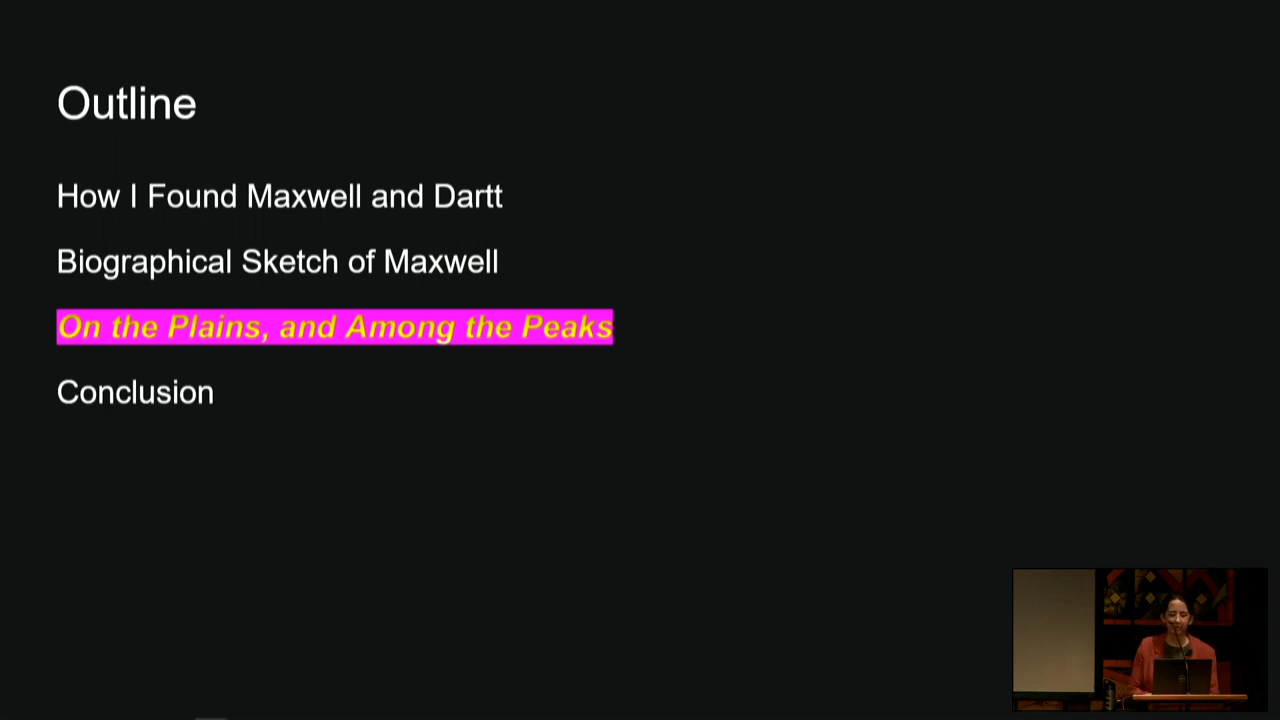 Outline
How I Found Maxwell and Dartt
Biographical Sketch of Maxwell
On the Plains, and Among the Peaks
Conclusion